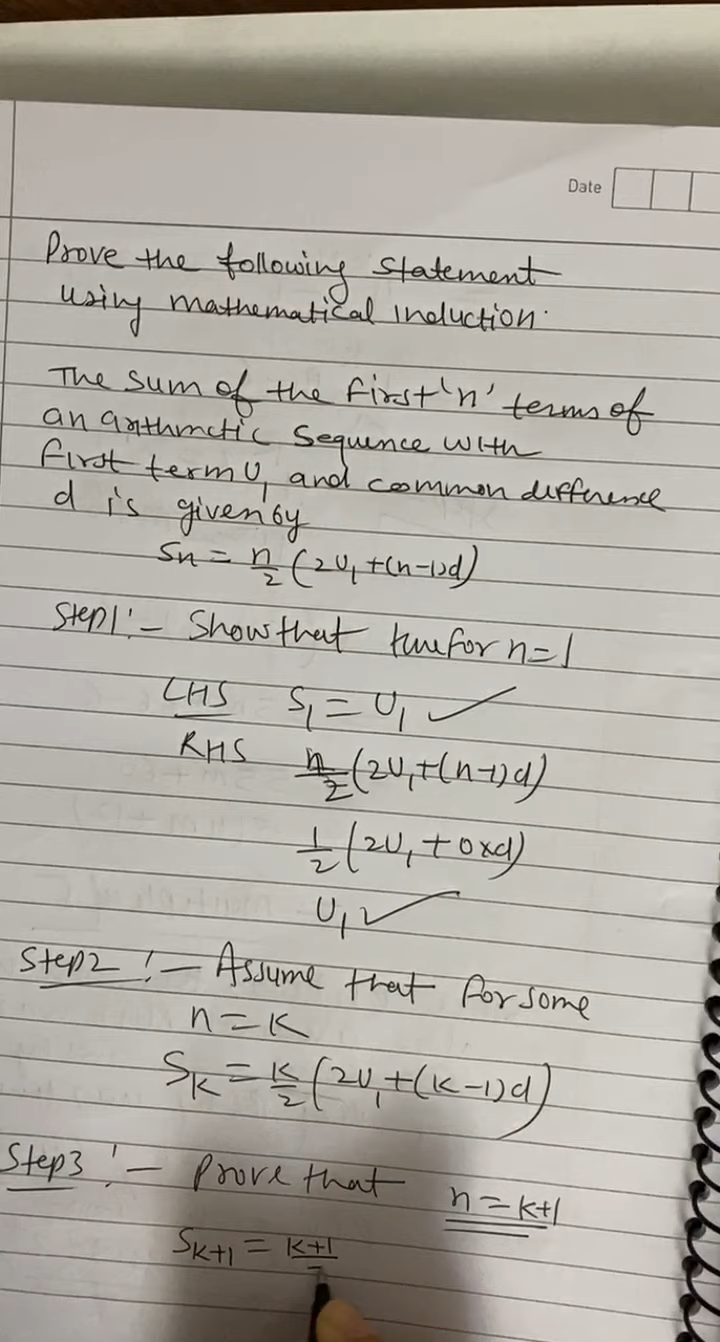 Date
Prove the following statement
using mathematical induction.
The sum of the first 'n' terms of
an arithmetic sequence with
first term U₁ and common difference
d is given by
Sn = n/2 (2U₁ + (n-1)d)
Step1:- Show that true for n=1
LHS S₁ = U₁ ✓
RHS n/2 (2U₁ + (n-1)d)
1/2 (2U₁ + 0xd)
U₁ ✓
Step2 :- Assume that for some
n = K
SK = K/2 (2U₁ + (K-1)d)
Step3 :- Prove that n = k+1
SK+1 = K+1/